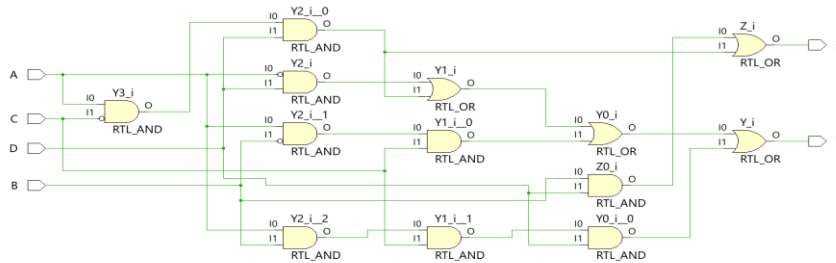 Y2_i__0
I0 O
I1
RTL_AND
Z_i
I0 O
I1
RTL_OR
A
Y3_i
I0 O
I1
RTL_AND
Y2_i
I0 O
I1
RTL_AND
Y1_i
I0 O
I1
RTL_OR
C
D
B
Y2_i__1
I0 O
I1
RTL_AND
Y1_i__0
I0 O
I1
RTL_AND
Y0_i
I0 O
I1
RTL_OR
Y_i
I0 O
I1
RTL_OR
Z0_i
I0 O
I1
RTL_AND
Y2_i__2
I0 O
I1
RTL_AND
Y1_i__1
I0 O
I1
RTL_AND
Y0_i__0
I0 O
I1
RTL_AND